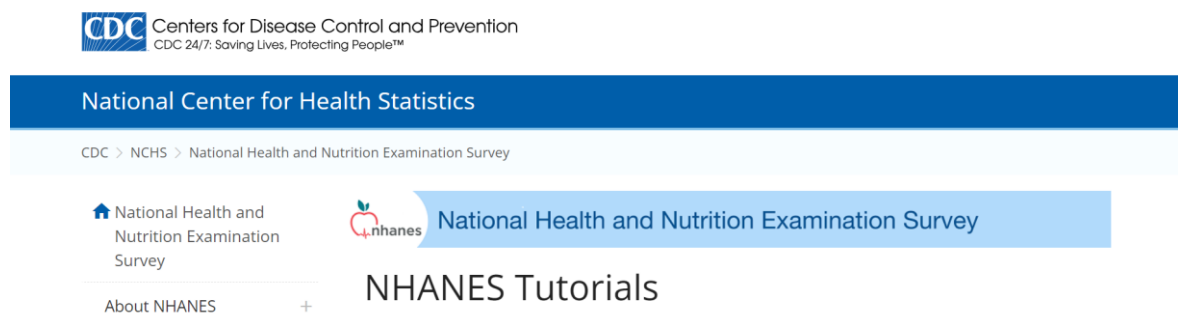 CDC Centers for Disease Control and Prevention
CDC 24/7: Saving Lives, Protecting People™
National Center for Health Statistics
CDC > NCHS > National Health and Nutrition Examination Survey
National Health and
Nutrition Examination
Survey
About NHANES +
nhanes National Health and Nutrition Examination Survey
NHANES Tutorials